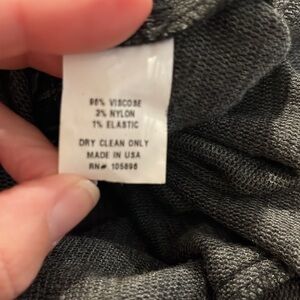 96% VISCOSE
3% NYLON
1% ELASTIC
DRY CLEAN ONLY
MADE IN USA
RN# 105898